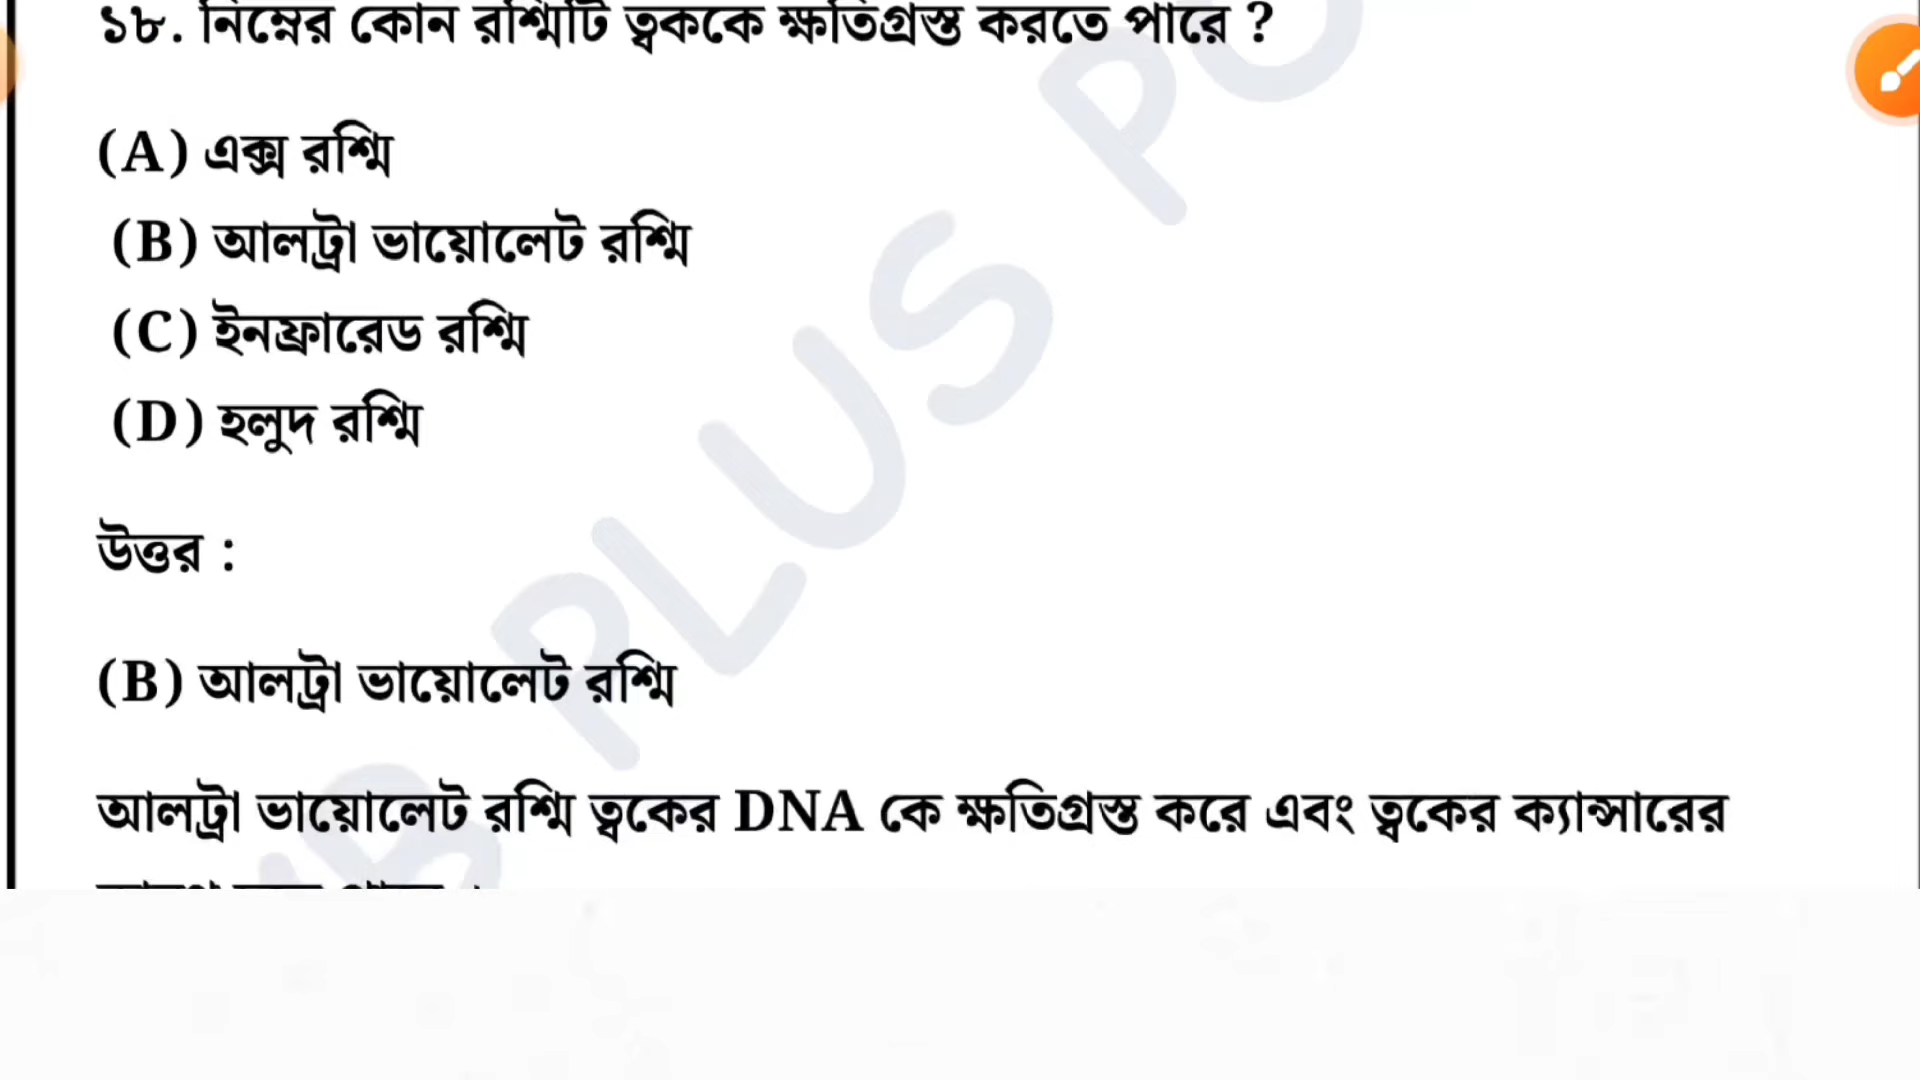 ১৮. নিম্নের কোন রশ্মিটি ত্বককে ক্ষতিগ্রস্ত করতে পারে ?
(A) এক্স রশ্মি
(B) আলট্রা ভায়োলেট রশ্মি
(C) ইনফ্রারেড রশ্মি
(D) হলুদ রশ্মি
উত্তর :
(B) আলট্রা ভায়োলেট রশ্মি
আলট্রা ভায়োলেট রশ্মি ত্বকের DNA কে ক্ষতিগ্রস্ত করে এবং ত্বকের ক্যান্সারের
PLUS